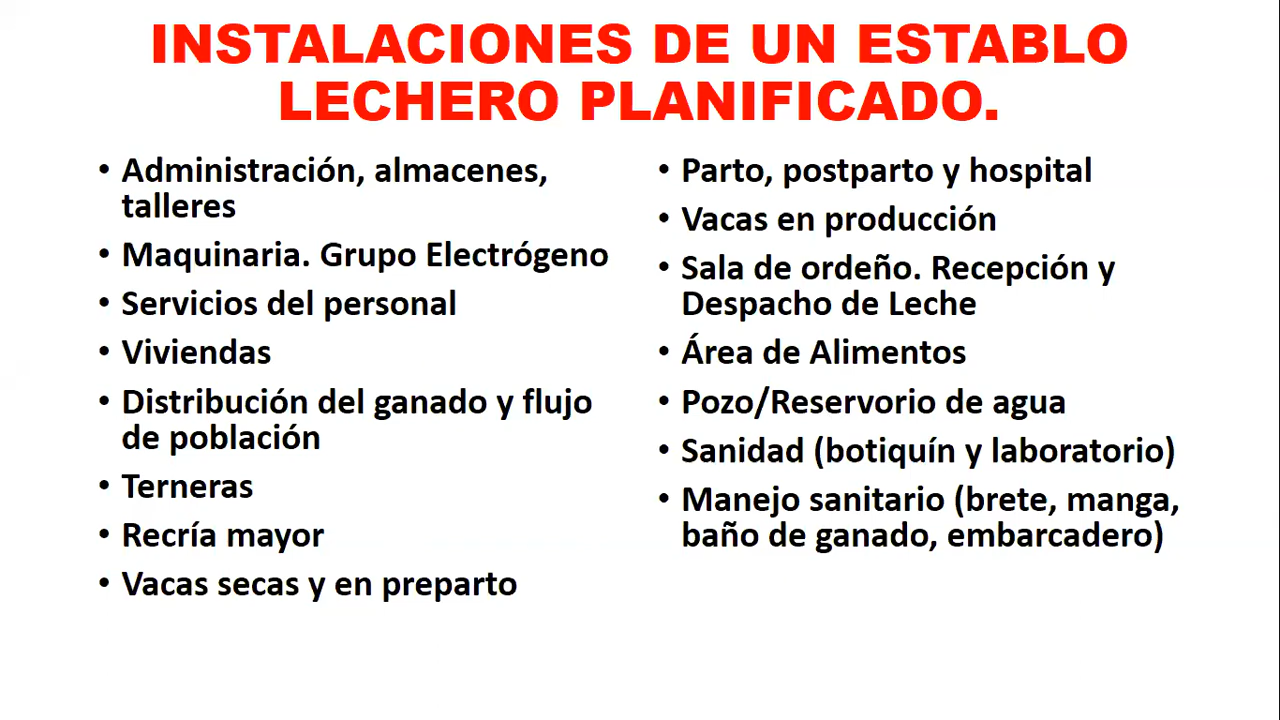 INSTALACIONES DE UN ESTABLO
LECHERO PLANIFICADO.
• Administración, almacenes,
talleres
• Maquinaria. Grupo Electrógeno
• Servicios del personal
• Viviendas
• Distribución del ganado y flujo
de población
• Terneras
• Recría mayor
• Vacas secas y en preparto
• Parto, postparto y hospital
• Vacas en producción
• Sala de ordeño. Recepción y
Despacho de Leche
• Área de Alimentos
• Pozo/Reservorio de agua
• Sanidad (botiquín y laboratorio)
• Manejo sanitario (brete, manga,
baño de ganado, embarcadero)